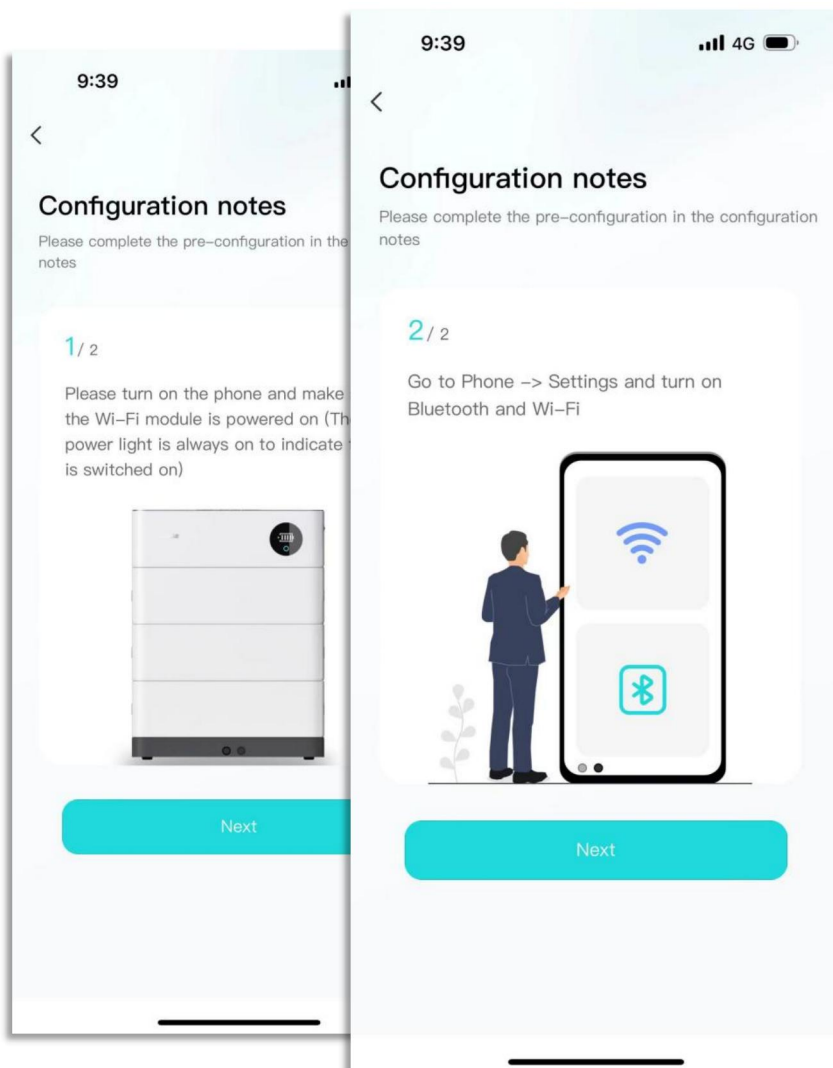 9:39
Configuration notes
Please complete the pre-configuration in the
notes
1/ 2
Please turn on the phone and make
the Wi-Fi module is powered on (Th
power light is always on to indicate
is switched on)
Next
9:39
4G
Configuration notes
Please complete the pre-configuration in the configuration
notes
2/ 2
Go to Phone -> Settings and turn on
Bluetooth and Wi-Fi
Next